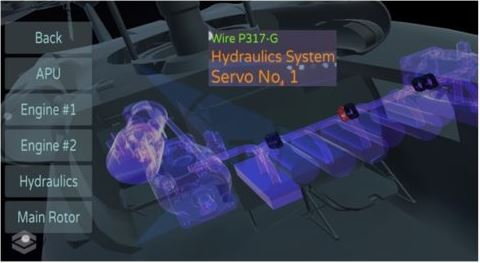 Back
APU
Engine #1
Engine #2
Hydraulics
Main Rotor
Wire P317-G
Hydraulics System
Servo No, 1